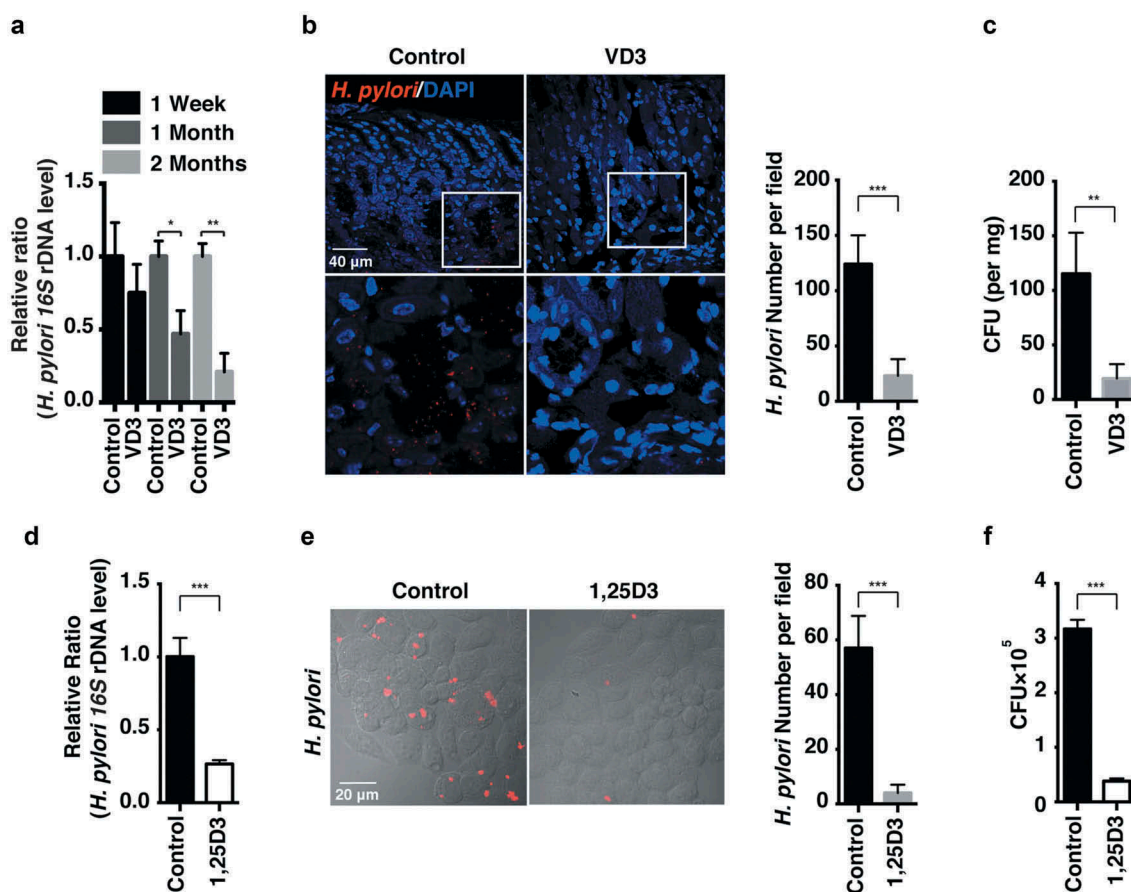 a
1 Week
1 Month
2 Months
Relative ratio
(H. pylori 16S rDNA level)
1.5
1.0
0.5
0.0
*
**
Control
VD3
Control
VD3
Control
VD3
b
Control
VD3
H. pylori/DAPI
40 µm
H. pylori Number per field
200
150
100
50
0
***
Control
VD3
c
CFU (per mg)
200
150
100
50
0
**
Control
VD3
d
Relative Ratio
(H. pylori 16S rDNA level)
1.5
1.0
0.5
0.0
***
Control
1,25D3
e
Control
1,25D3
H. pylori
20 µm
H. pylori Number per field
80
60
40
20
0
***
Control
1,25D3
f
CFU×10⁵
4
3
2
1
0
***
Control
1,25D3